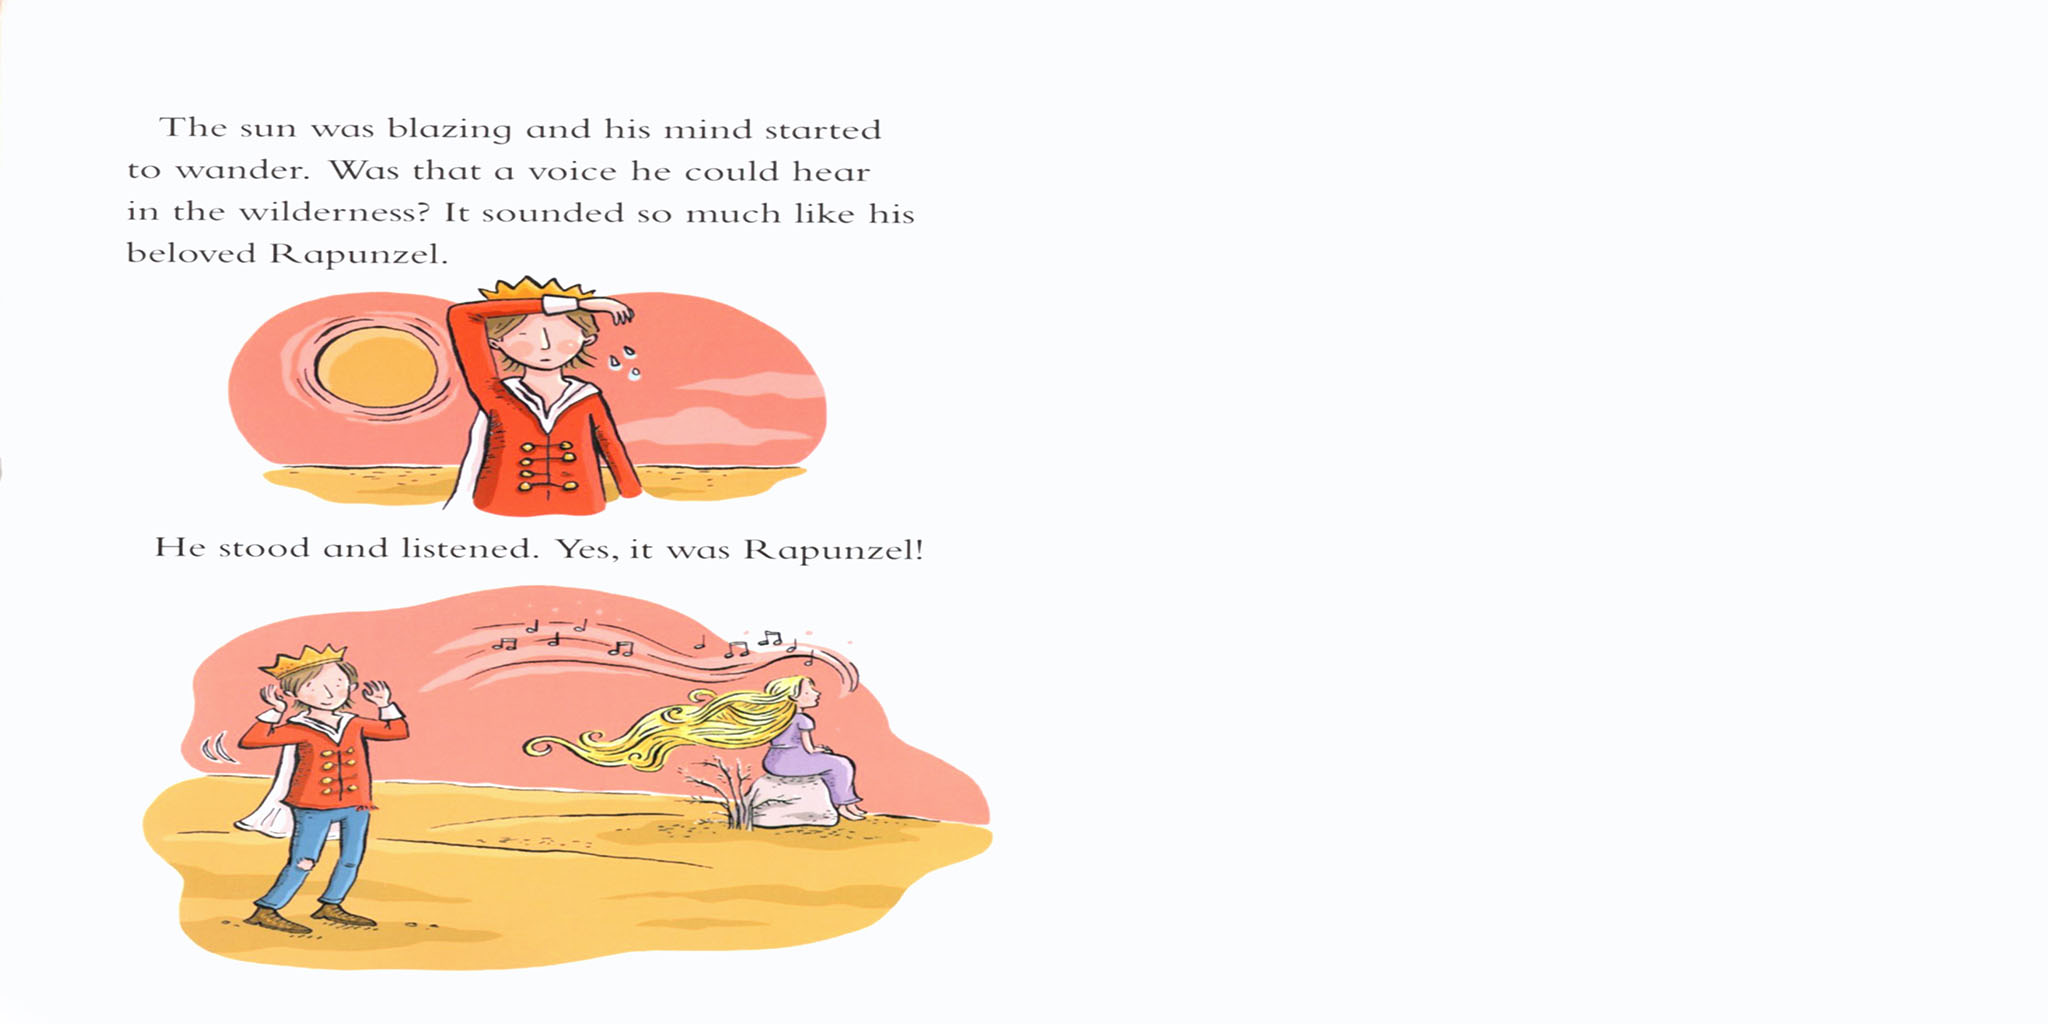 The sun was blazing and his mind started
to wander. Was that a voice he could hear
in the wilderness? It sounded so much like his
beloved Rapunzel.
He stood and listened. Yes, it was Rapunzel!